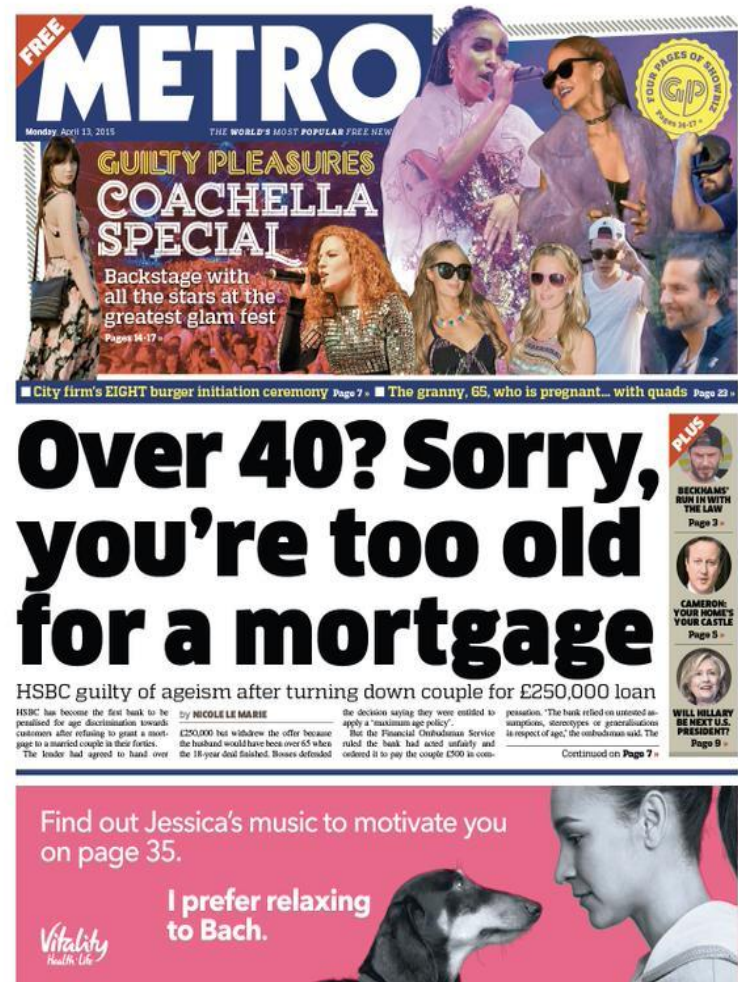 FREE
METRO
Monday, April 13, 2015
THE WORLD'S MOST POPULAR FREE NEW
FOUR PAGES OF SHOWBIZ
GP
Pages 14-17 »
GUILTY PLEASURES
COACHELLA
SPECIAL
Backstage with
all the stars at the
greatest glam fest
Pages 14-17 »
■ City firm's EIGHT burger initiation ceremony Page 7 » ■ The granny, 65, who is pregnant... with quads Page 23 »
Over 40? Sorry,
you're too old
for a mortgage
HSBC guilty of ageism after turning down couple for £250,000 loan
HSBC has become the first bank to be
penalised for age discrimination towards
customers after refusing to grant a mort-
gage to a married couple in their forties.
The lender had agreed to hand over
by NICOLE LE MARIE
£250,000 but withdrew the offer because
the husband would have been over 65 when
the 18-year deal finished. Bosses defended
the decision saying they were entitled to
apply a 'maximum age policy'.
But the Financial Ombudsman Service
ruled the bank had acted unfairly and
ordered it to pay the couple £500 in com-
pensation. 'The bank relied on untested as-
sumptions, stereotypes or generalisations
in respect of age,' the ombudsman said. The
Continued on Page 7 »
PLUS
BECKHAMS'
RUN IN WITH
THE LAW
Page 3 »
CAMERON:
YOUR HOME'S
YOUR CASTLE
Page 5 »
WILL HILLARY
BE NEXT U.S.
PRESIDENT?
Page 9 »
Find out Jessica's music to motivate you
on page 35.
I prefer relaxing
to Bach.
Vitality
Health·Life